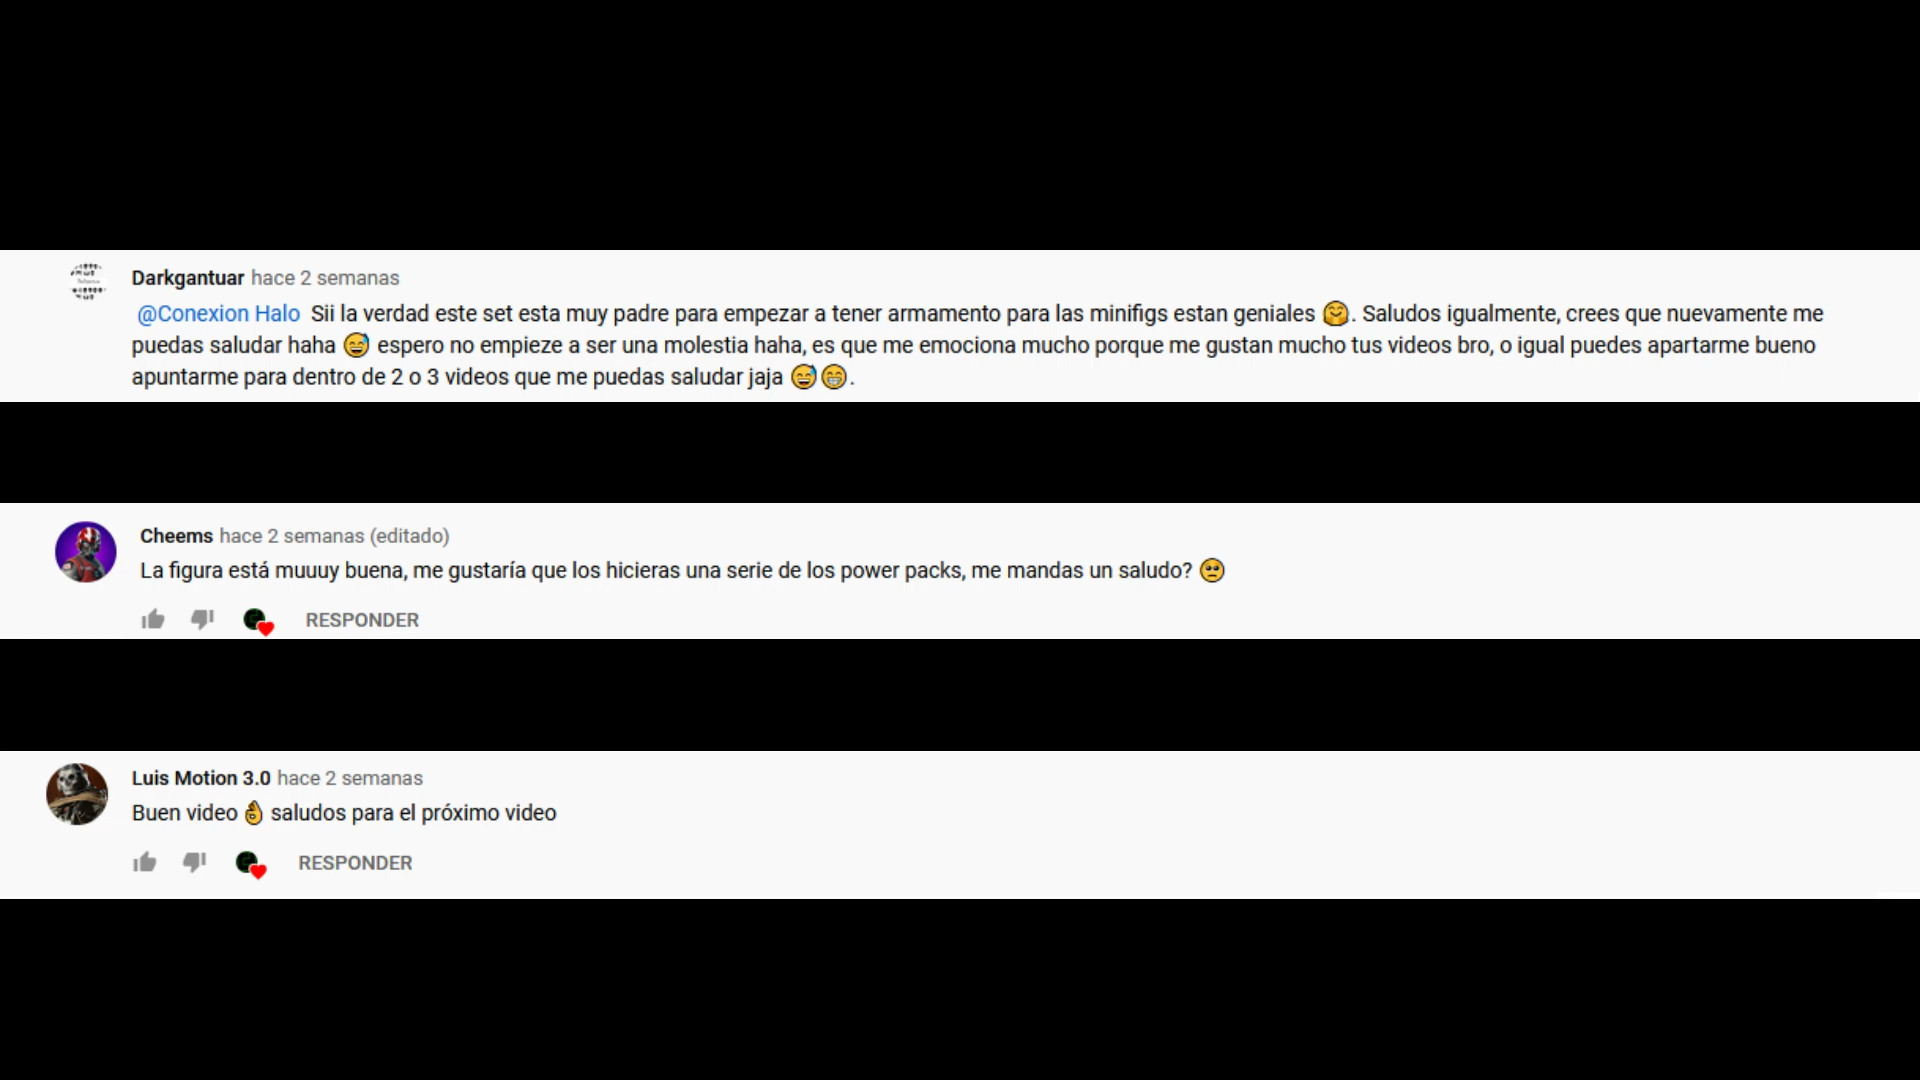 Darkgantuar hace 2 semanas
@Conexion Halo Sii la verdad este set esta muy padre para empezar a tener armamento para las minifigs estan geniales 🤗. Saludos igualmente, crees que nuevamente me
puedas saludar haha 😅 espero no empieze a ser una molestia haha, es que me emociona mucho porque me gustan mucho tus videos bro, o igual puedes apartarme bueno
apuntarme para dentro de 2 o 3 videos que me puedas saludar jaja 😅😁.
Cheems hace 2 semanas (editado)
La figura está muuuy buena, me gustaría que los hicieras una serie de los power packs, me mandas un saludo? 🥺
RESPONDER
Luis Motion 3.0 hace 2 semanas
Buen video 👌 saludos para el próximo video
RESPONDER